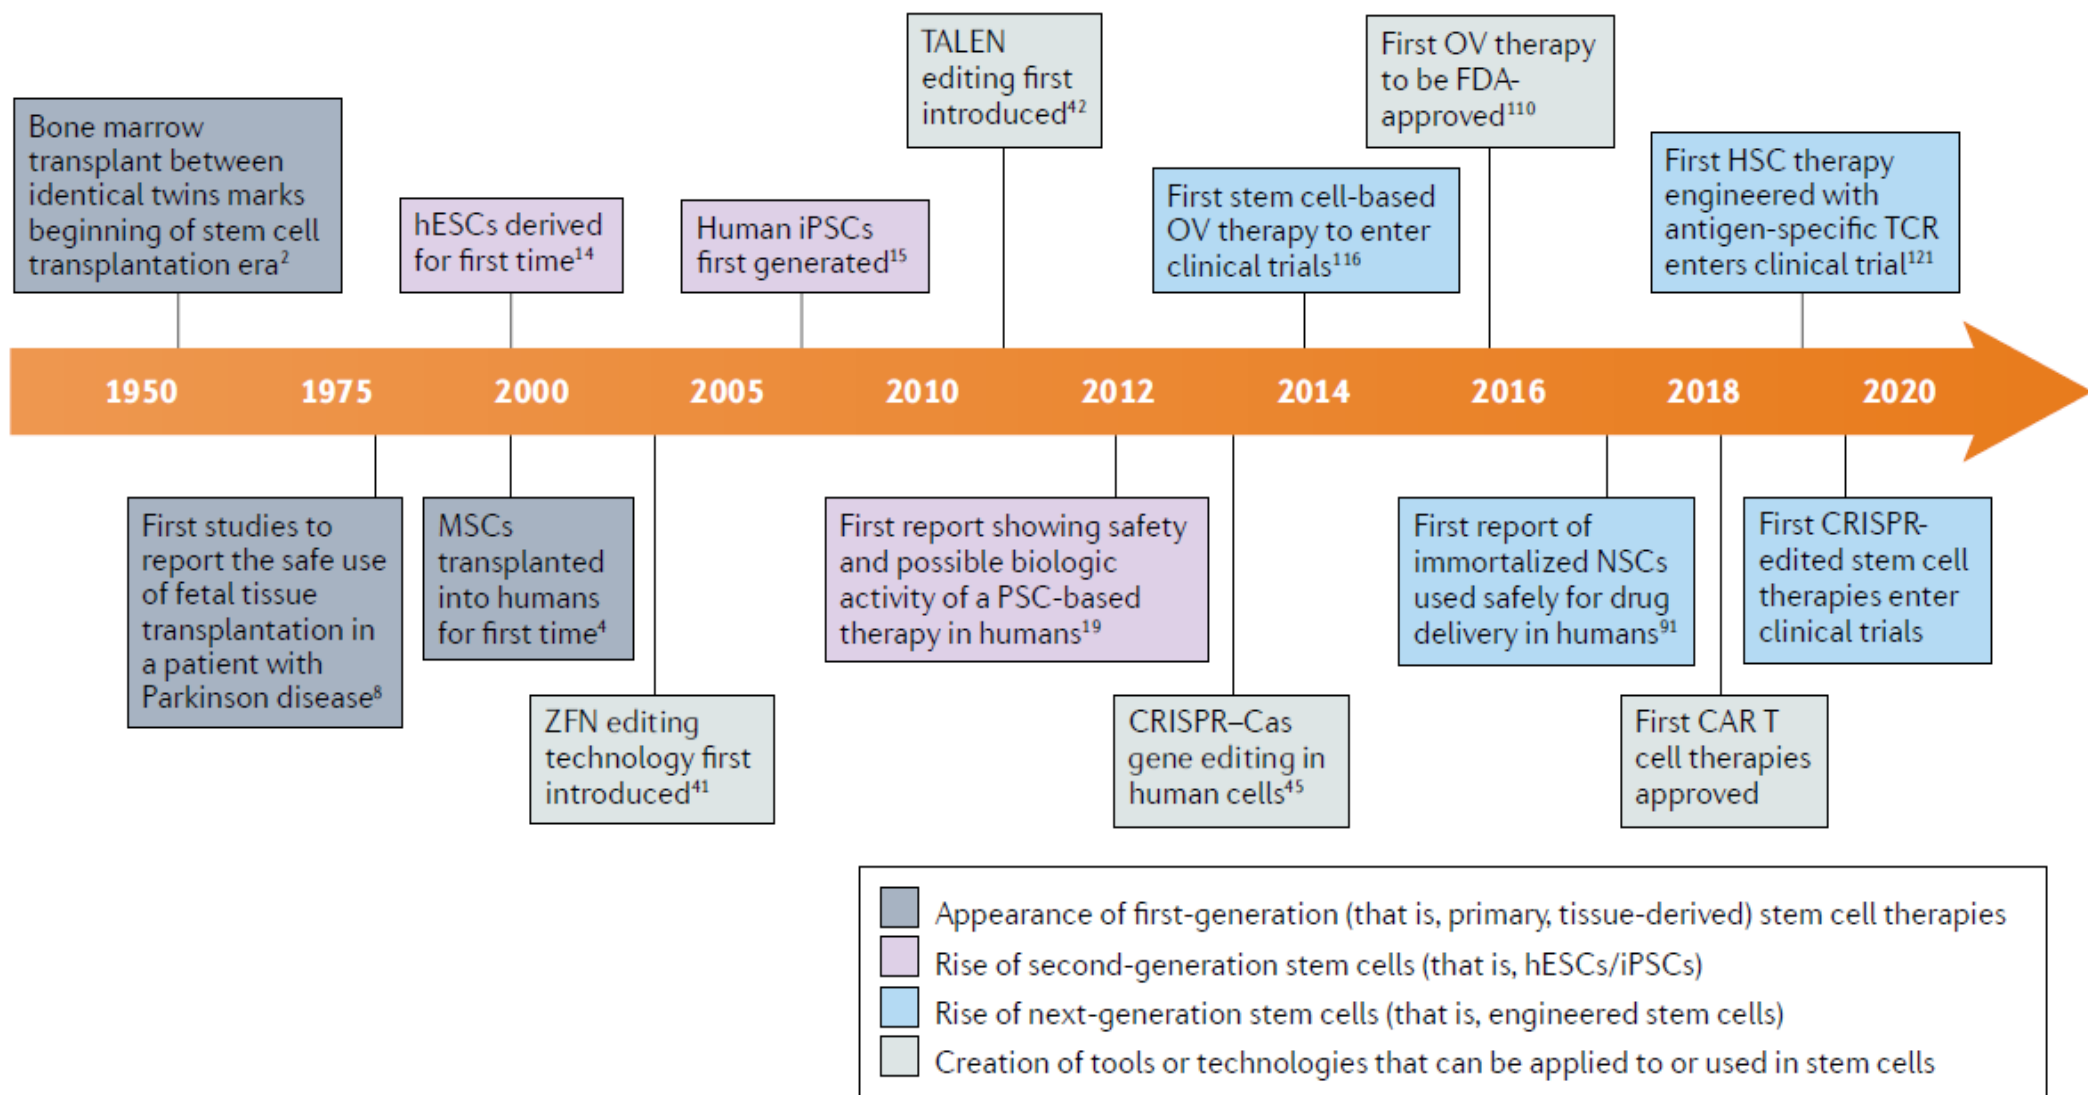 TALEN
editing first
introduced⁴²
First OV therapy
to be FDA-
approved¹¹⁰
Bone marrow
transplant between
identical twins marks
beginning of stem cell
transplantation era²
hESCs derived
for first time¹⁴
Human iPSCs
first generated¹⁵
First stem cell-based
OV therapy to enter
clinical trials¹¹⁶
First HSC therapy
engineered with
antigen-specific TCR
enters clinical trial¹²¹
1950 1975 2000 2005 2010 2012 2014 2016 2018 2020
First studies to
report the safe use
of fetal tissue
transplantation in
a patient with
Parkinson disease⁸
MSCs
transplanted
into humans
for first time⁴
First report showing safety
and possible biologic
activity of a PSC-based
therapy in humans¹⁹
First report of
immortalized NSCs
used safely for drug
delivery in humans⁹¹
First CRISPR-
edited stem cell
therapies enter
clinical trials
ZFN editing
technology first
introduced⁴¹
CRISPR–Cas
gene editing in
human cells⁴⁵
First CAR T
cell therapies
approved
Appearance of first-generation (that is, primary, tissue-derived) stem cell therapies
Rise of second-generation stem cells (that is, hESCs/iPSCs)
Rise of next-generation stem cells (that is, engineered stem cells)
Creation of tools or technologies that can be applied to or used in stem cells